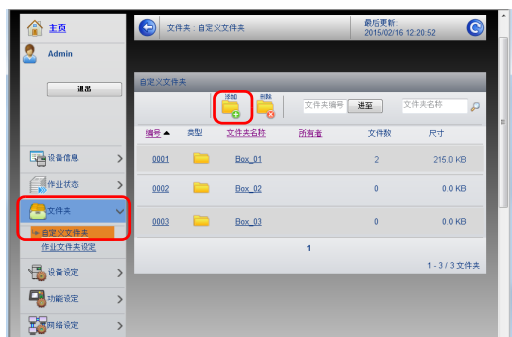 主页
Admin
退出
设备信息
作业状态
文件夹
自定义文件夹
作业文件夹设定
设备设定
功能设定
网络设定
文件夹 : 自定义文件夹
最后更新:
2015/02/16 12:20:52
自定义文件夹
添加 删除
文件夹编号 进至 文件夹名称
编号 类型 文件夹名称 所有者 文件数 尺寸
0001 Box_01 2 215.0 KB
0002 Box_02 0 0.0 KB
0003 Box_03 0 0.0 KB
1
1 - 3 / 3 文件夹